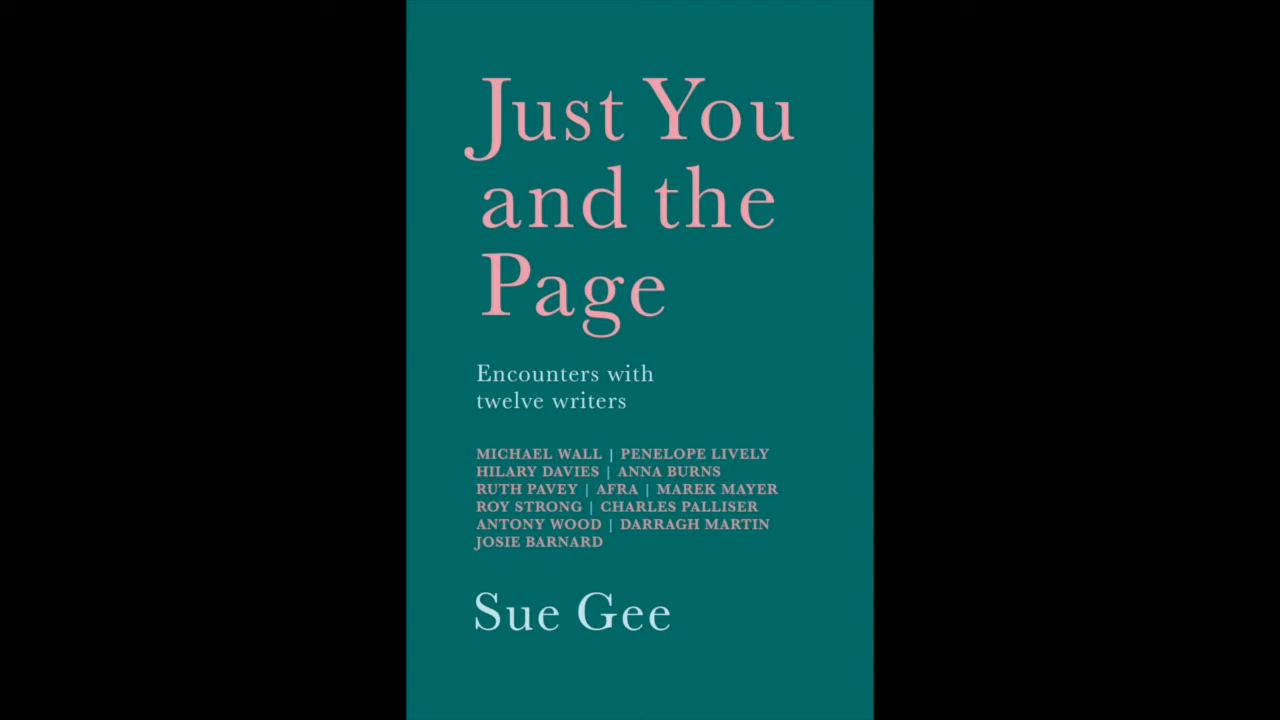 Just You
and the
Page
Encounters with
twelve writers
MICHAEL WALL | PENELOPE LIVELY
HILARY DAVIES | ANNA BURNS
RUTH PAVEY | AFRA | MAREK MAYER
ROY STRONG | CHARLES PALLISER
ANTONY WOOD | DARRAGH MARTIN
JOSIE BARNARD
Sue Gee